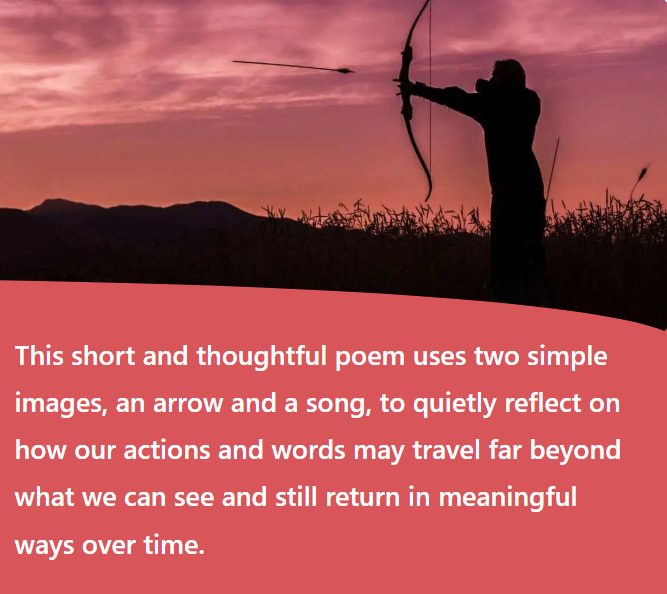 This short and thoughtful poem uses two simple
images, an arrow and a song, to quietly reflect on
how our actions and words may travel far beyond
what we can see and still return in meaningful
ways over time.